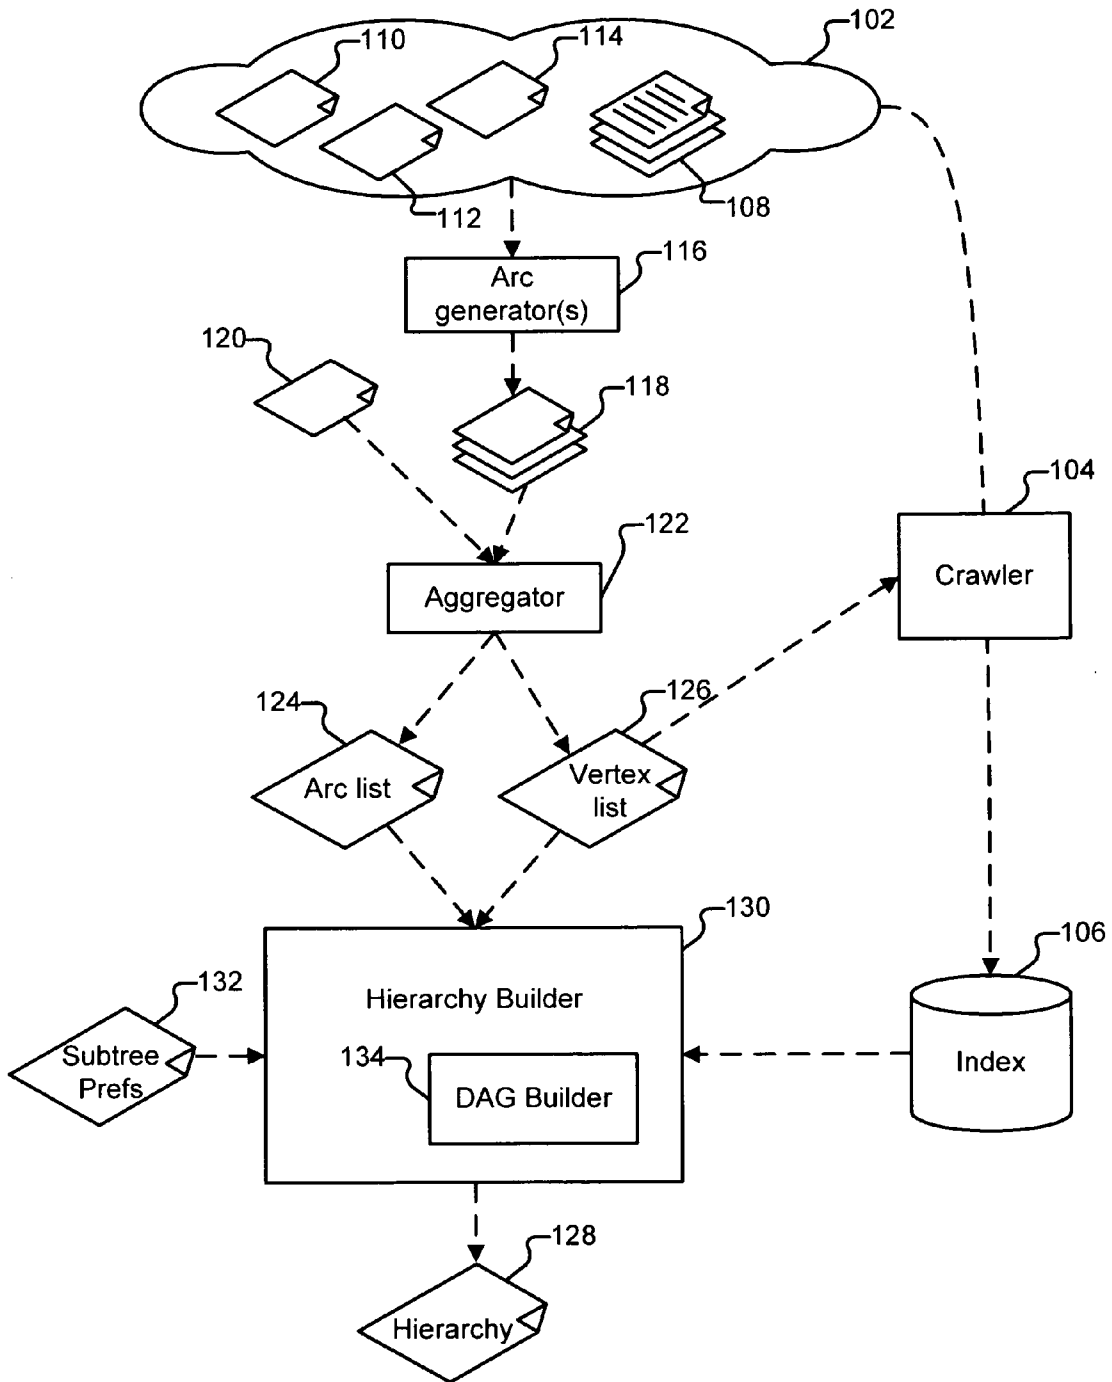 102
110
114
112
108
116
Arc
generator(s)
120
118
104
122
Crawler
Aggregator
124
126
Arc list
Vertex
list
130
106
132
Hierarchy Builder
Subtree
Prefs
134
DAG Builder
Index
128
Hierarchy